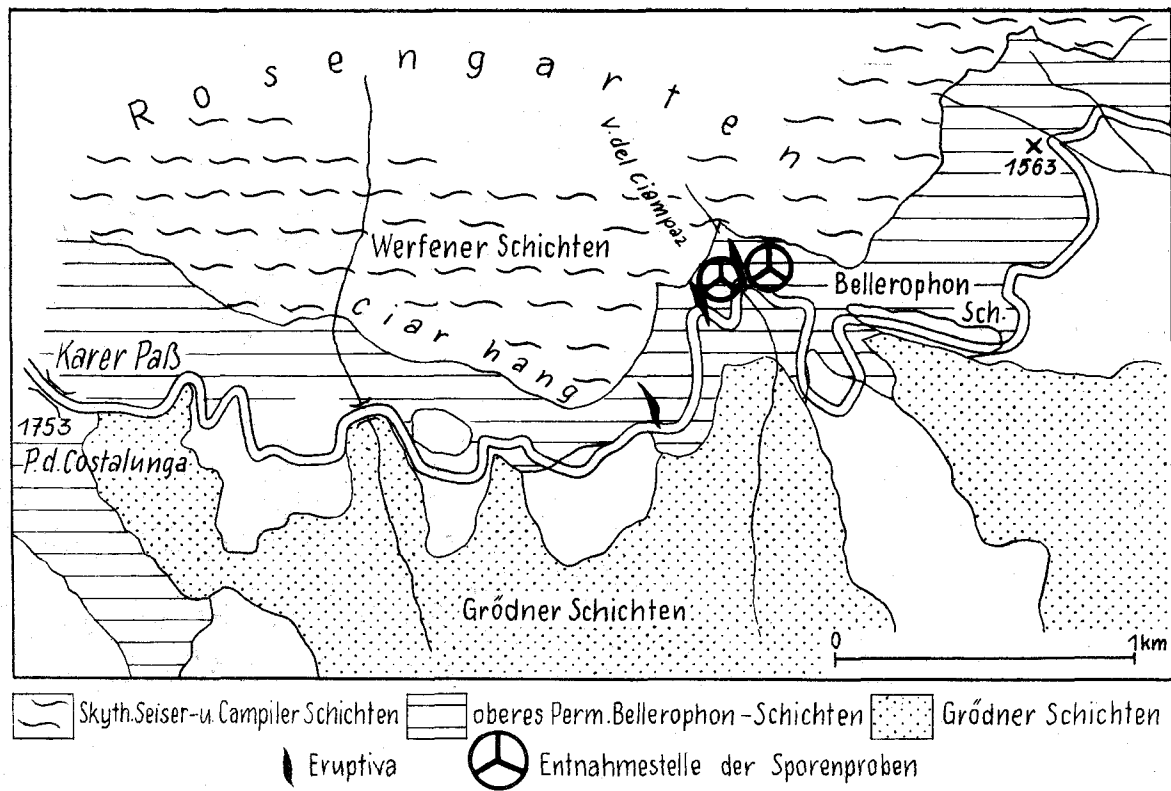 Rosengarten
V. del Ciampaz
1563
Werfener Schichten
Bellerophon
Sch.
Ciar hang
Karer Paß
1753
P.d.Costalunga
Grödner Schichten
0 1km
Skyth.Seiser-u. Campiler Schichten
oberes Perm.Bellerophon-Schichten
Grödner Schichten
Eruptiva
Entnahmestelle der Sporenproben